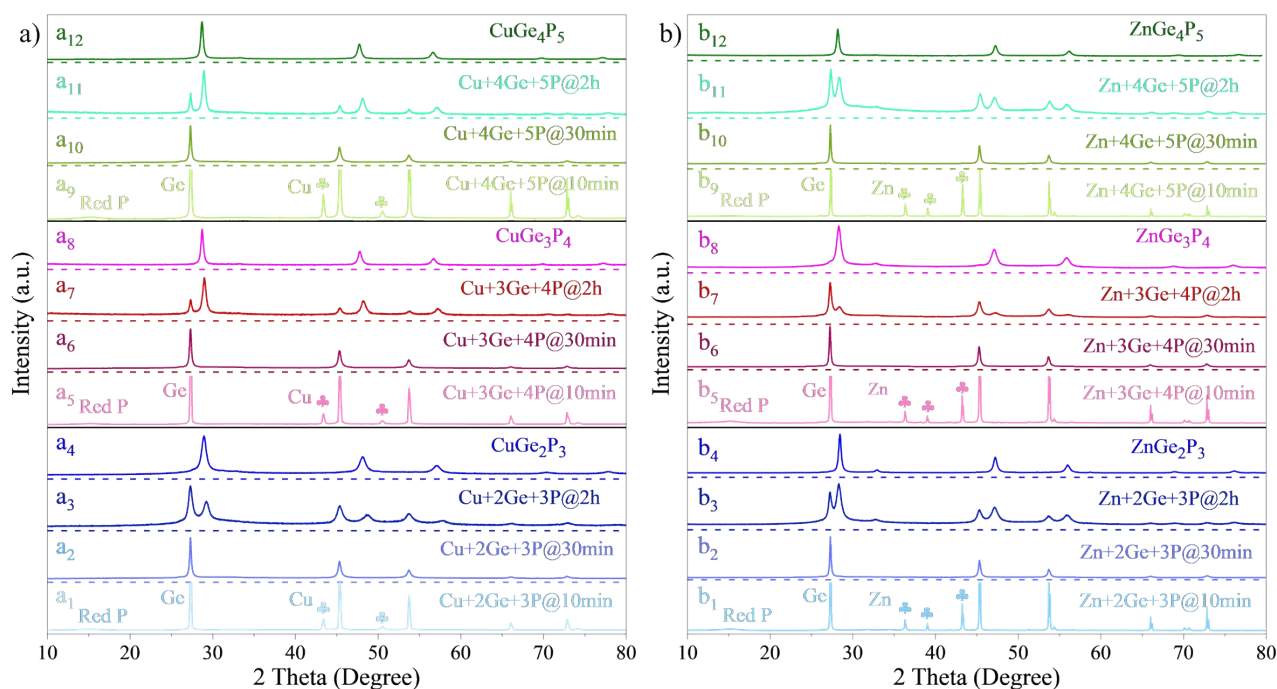 a)
Intensity (a.u.)
a12 CuGe4P5
a11 Cu+4Ge+5P@2h
a10 Cu+4Ge+5P@30min
a9 Red P Ge Cu Cu+4Ge+5P@10min
a8 CuGe3P4
a7 Cu+3Ge+4P@2h
a6 Cu+3Ge+4P@30min
a5 Red P Ge Cu Cu+3Ge+4P@10min
a4 CuGe2P3
a3 Cu+2Ge+3P@2h
a2 Cu+2Ge+3P@30min
a1 Red P Ge Cu Cu+2Ge+3P@10min
10 20 30 40 50 60 70 80
2 Theta (Degree)
b)
Intensity (a.u.)
b12 ZnGe4P5
b11 Zn+4Ge+5P@2h
b10 Zn+4Ge+5P@30min
b9 Red P Ge Zn Zn+4Ge+5P@10min
b8 ZnGe3P4
b7 Zn+3Ge+4P@2h
b6 Zn+3Ge+4P@30min
b5 Red P Ge Zn Zn+3Ge+4P@10min
b4 ZnGe2P3
b3 Zn+2Ge+3P@2h
b2 Zn+2Ge+3P@30min
b1 Red P Ge Zn Zn+2Ge+3P@10min
10 20 30 40 50 60 70 80
2 Theta (Degree)